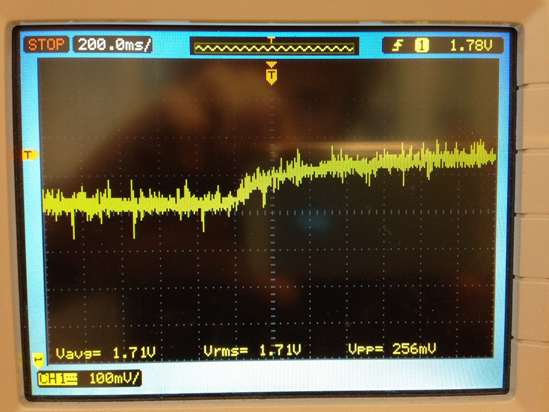 STOP 200.0ms/ T 1 1.78V
T
T
Vavg= 1.71V Vrms= 1.71V Vpp= 256mV
CH1 100mV/